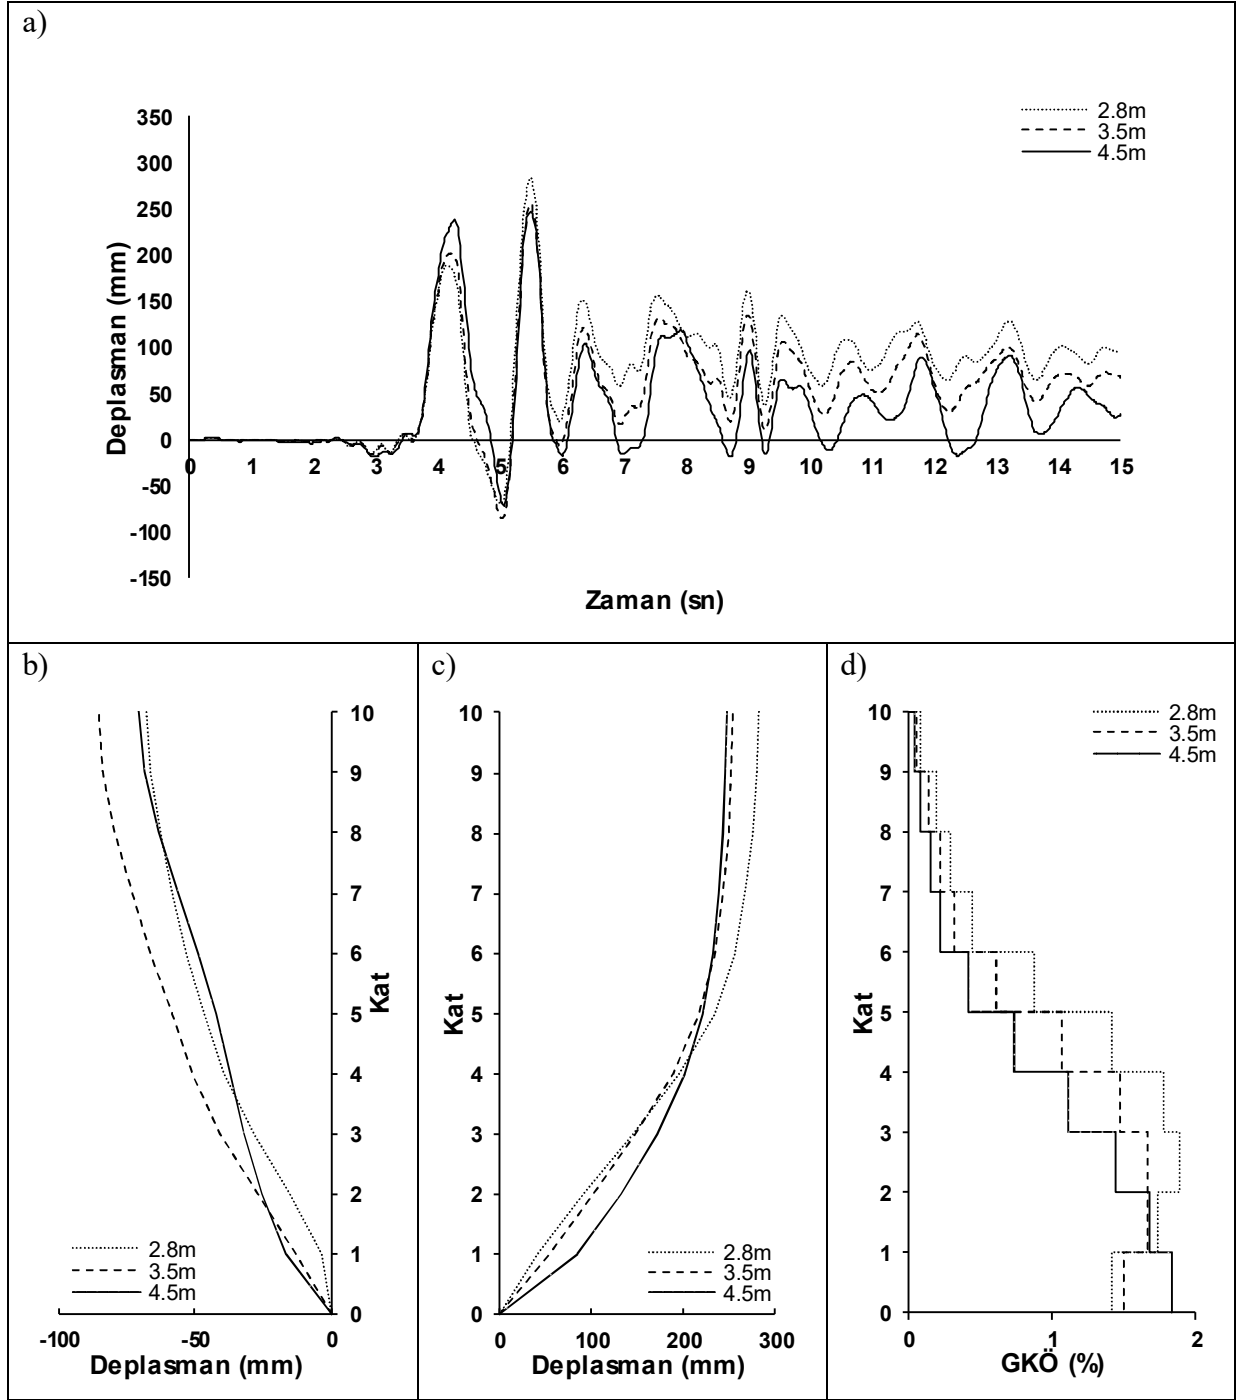 a)
350
300
250
200
150
100
50
0
-50
-100
-150
Deplasman (mm)
2.8m
3.5m
4.5m
0 1 2 3 4 5 6 7 8 9 10 11 12 13 14 15
Zaman (sn)
b)
10
9
8
7
6
5
4
3
2
1
0
Kat
2.8m
3.5m
4.5m
-100 -50 0
Deplasman (mm)
c)
10
9
8
7
6
5
4
3
2
1
0
Kat
2.8m
3.5m
4.5m
0 100 200 300
Deplasman (mm)
d)
10
9
8
7
6
5
4
3
2
1
0
Kat
2.8m
3.5m
4.5m
0 1 2
GKÖ (%)